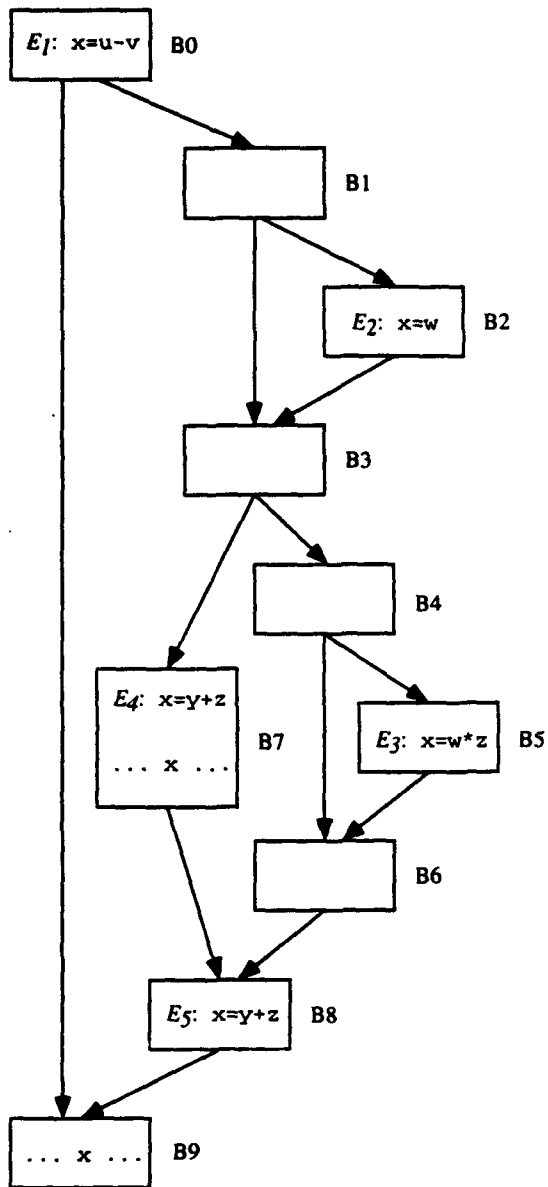 E1: x=u-v B0
B1
E2: x=w B2
B3
B4
E4: x=y+z
B7
... x ...
E3: x=w*z B5
B6
E5: x=y+z B8
... x ... B9